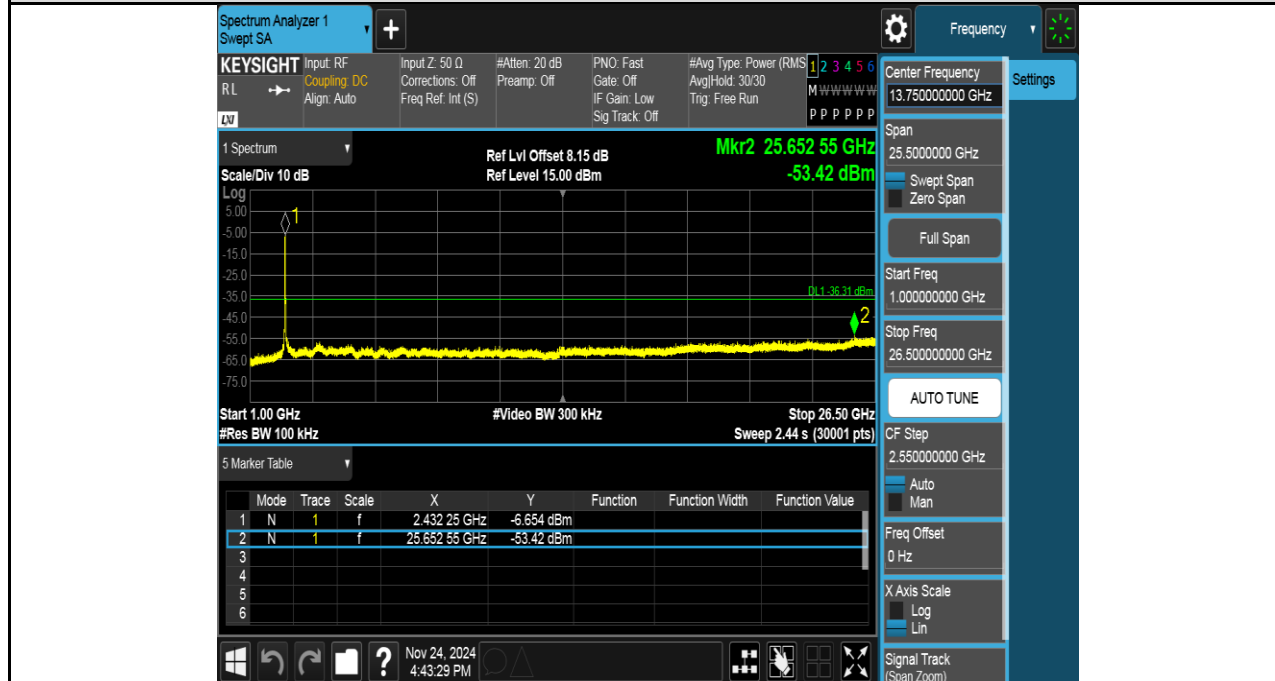 Spectrum Analyzer 1
Swept SA
+
Frequency
KEYSIGHT
RL
LXI
Input: RF
Coupling: DC
Align: Auto
Input Z: 50 Ω
Corrections: Off
Freq Ref: Int (S)
#Atten: 20 dB
Preamp: Off
PNO: Fast
Gate: Off
IF Gain: Low
Sig Track: Off
#Avg Type: Power (RMS
Avg|Hold: 30/30
Trig: Free Run
1 2 3 4 5 6
M W W W W W
P P P P P P
1 Spectrum
Scale/Div 10 dB
Ref Lvl Offset 8.15 dB
Ref Level 15.00 dBm
Mkr2 25.652 55 GHz
-53.42 dBm
Log
5.00
-5.00
-15.0
-25.0
-35.0
-45.0
-55.0
-65.0
-75.0
1
DL1 -36.31 dBm
2
Start 1.00 GHz
#Res BW 100 kHz
#Video BW 300 kHz
Stop 26.50 GHz
Sweep 2.44 s (30001 pts)
5 Marker Table
Mode Trace Scale X Y Function Function Width Function Value
1 N 1 f 2.432 25 GHz -6.654 dBm
2 N 1 f 25.652 55 GHz -53.42 dBm
3
4
5
6
Nov 24, 2024
4:43:29 PM
?
Center Frequency
13.750000000 GHz
Settings
Span
25.5000000 GHz
Swept Span
Zero Span
Full Span
Start Freq
1.000000000 GHz
Stop Freq
26.500000000 GHz
AUTO TUNE
CF Step
2.550000000 GHz
Auto
Man
Freq Offset
0 Hz
X Axis Scale
Log
Lin
Signal Track
(Span Zoom)